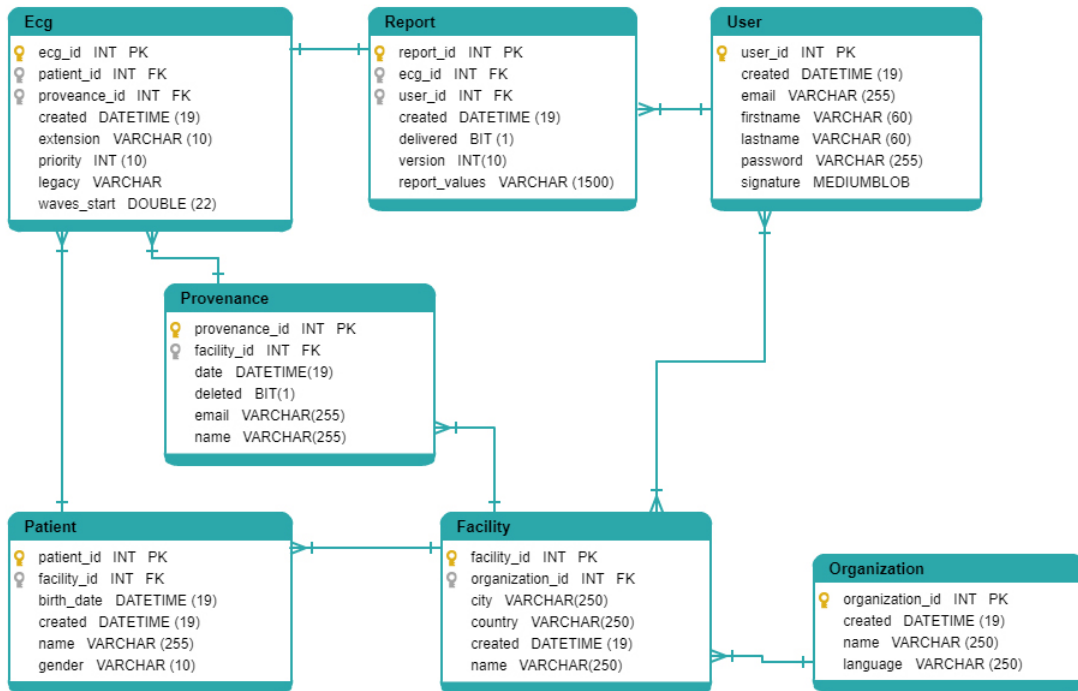 Ecg
ecg_id INT PK
patient_id INT FK
proveance_id INT FK
created DATETIME (19)
extension VARCHAR (10)
priority INT (10)
legacy VARCHAR
waves_start DOUBLE (22)
Report
report_id INT PK
ecg_id INT FK
user_id INT FK
created DATETIME (19)
delivered BIT (1)
version INT(10)
report_values VARCHAR (1500)
User
user_id INT PK
created DATETIME (19)
email VARCHAR (255)
firstname VARCHAR (60)
lastname VARCHAR (60)
password VARCHAR (255)
signature MEDIUMBLOB
Provenance
provenance_id INT PK
facility_id INT FK
date DATETIME(19)
deleted BIT(1)
email VARCHAR(255)
name VARCHAR(255)
Patient
patient_id INT PK
facility_id INT FK
birth_date DATETIME (19)
created DATETIME (19)
name VARCHAR (255)
gender VARCHAR (10)
Facility
facility_id INT PK
organization_id INT FK
city VARCHAR(250)
country VARCHAR(250)
created DATETIME (19)
name VARCHAR(250)
Organization
organization_id INT PK
created DATETIME (19)
name VARCHAR (250)
language VARCHAR (250)